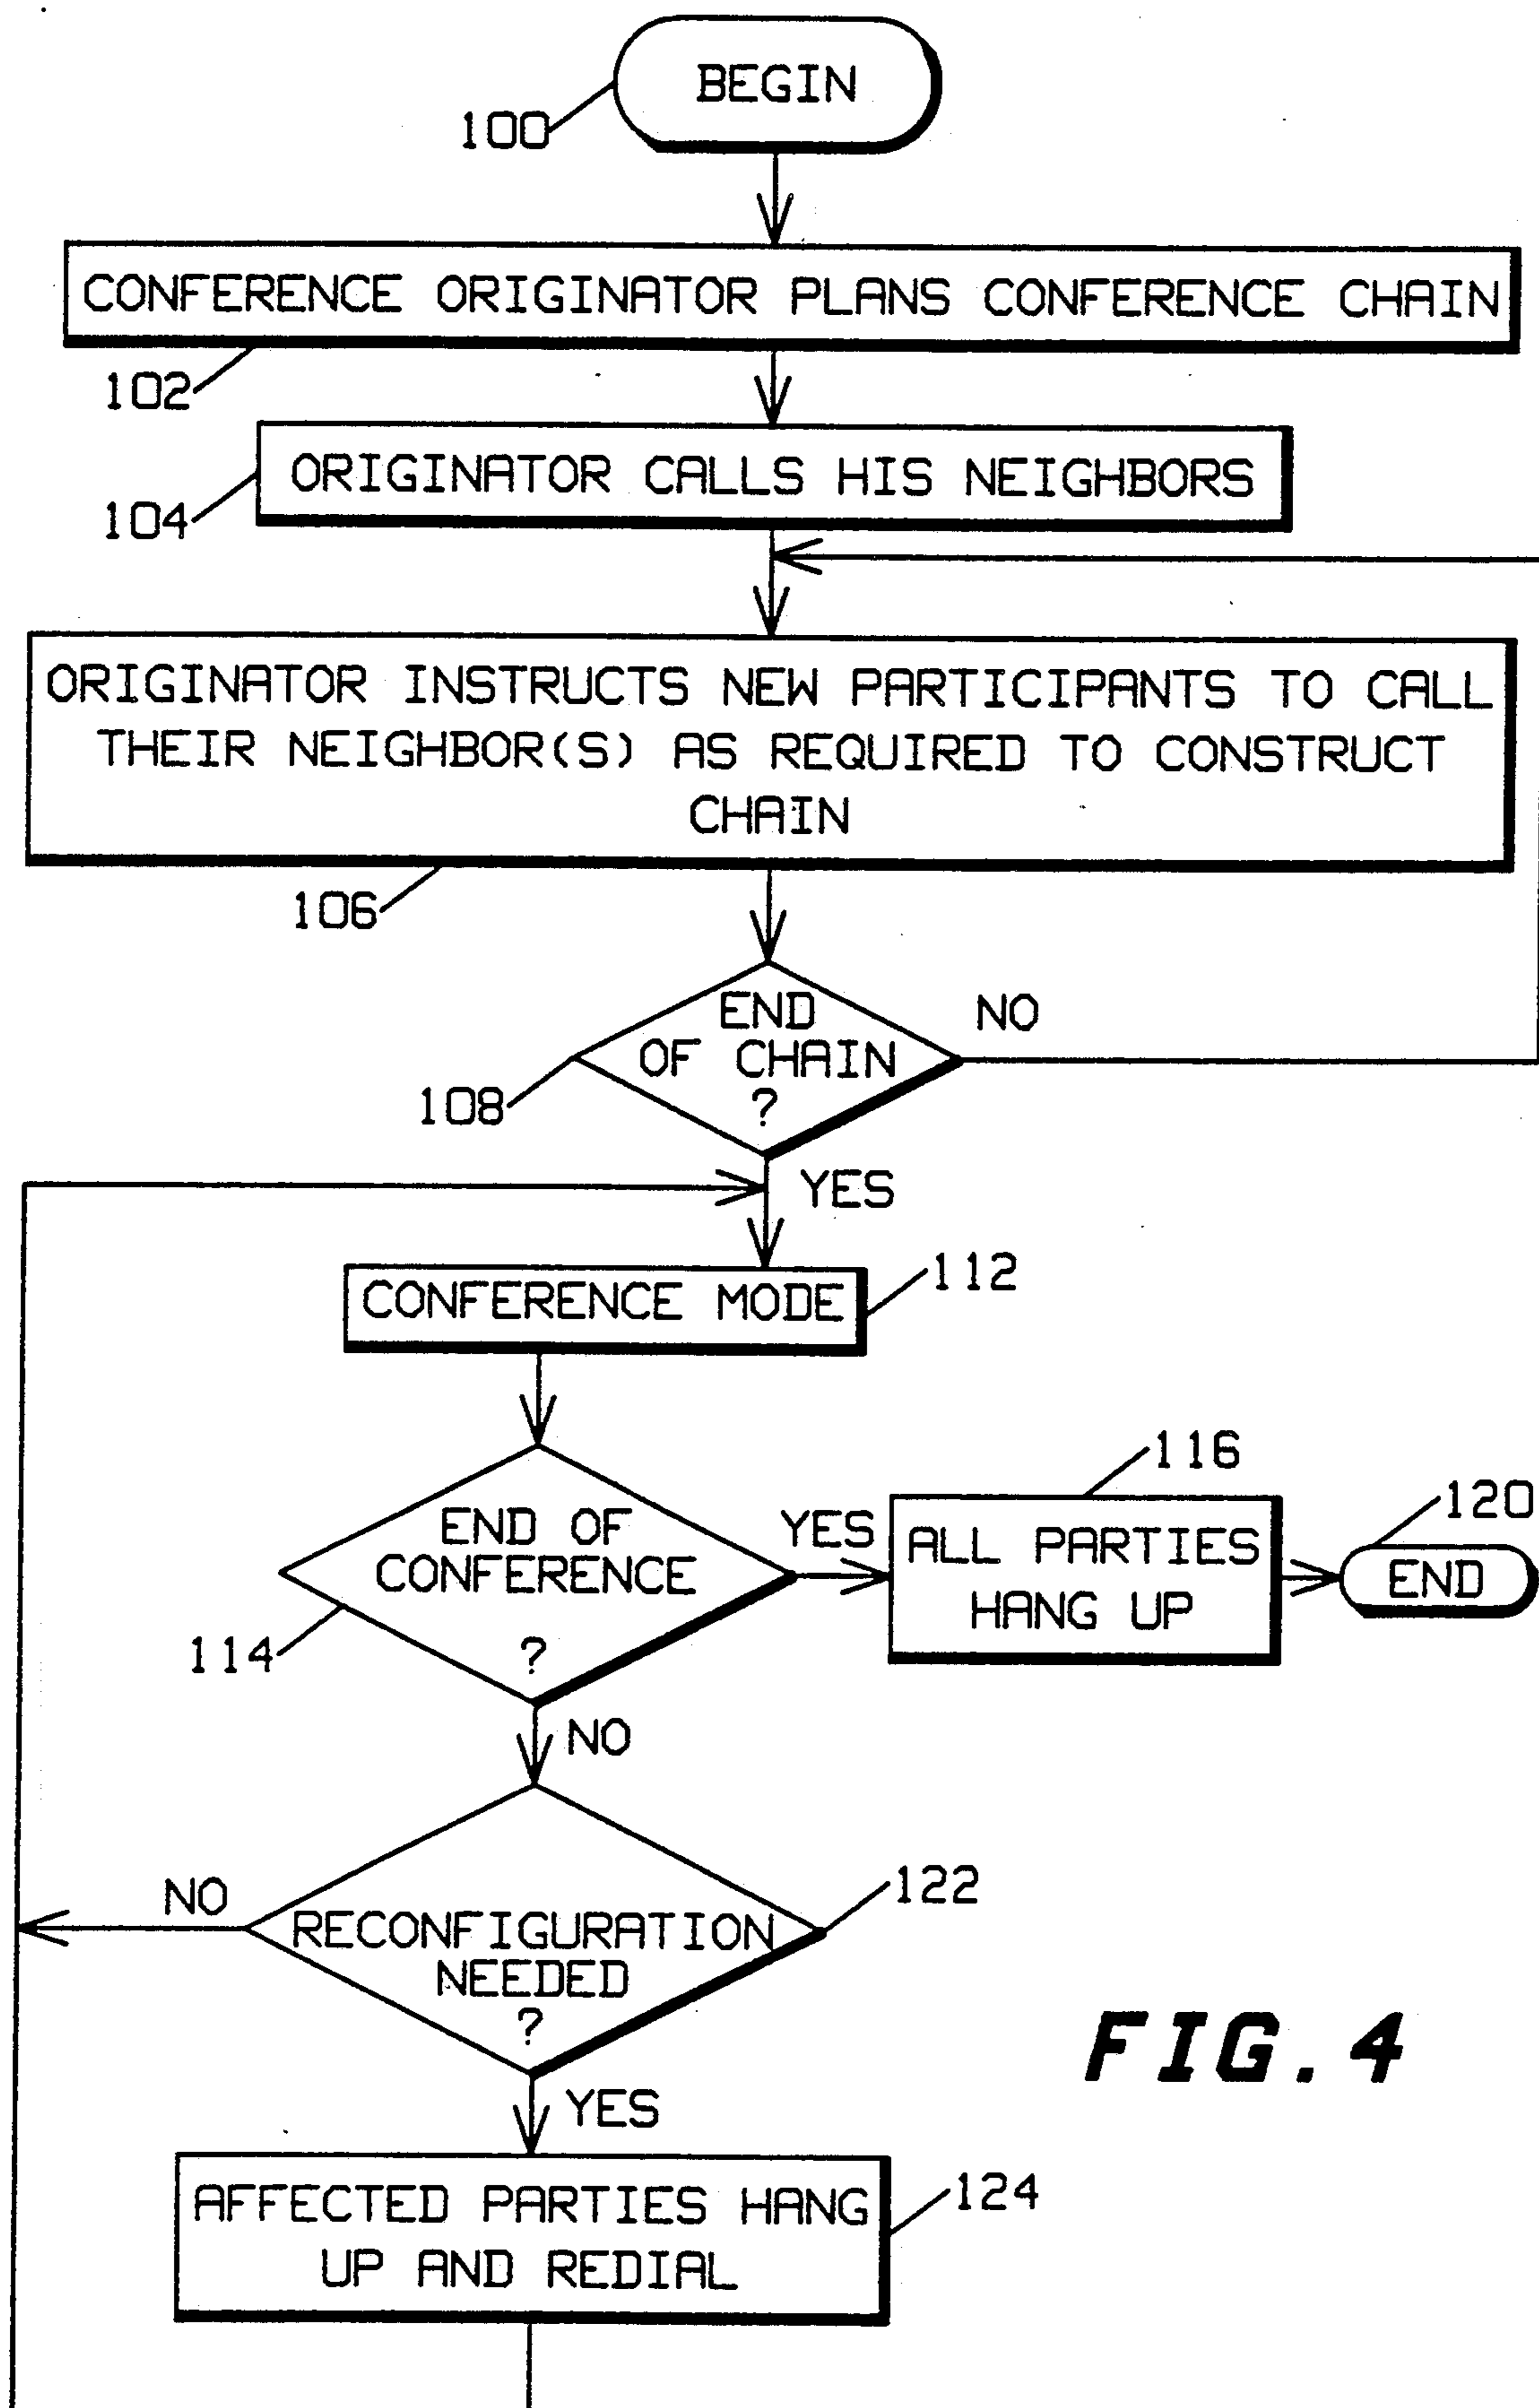 BEGIN
100
CONFERENCE ORIGINATOR PLANS CONFERENCE CHAIN
102
ORIGINATOR CALLS HIS NEIGHBORS
104
ORIGINATOR INSTRUCTS NEW PARTICIPANTS TO CALL
THEIR NEIGHBOR(S) AS REQUIRED TO CONSTRUCT
CHAIN
106
END
OF CHAIN
?
NO
108
YES
CONFERENCE MODE
112
END OF
CONFERENCE
?
114
YES
116
ALL PARTIES
HANG UP
120
END
NO
RECONFIGURATION
NEEDED
?
NO
122
YES
FIG. 4
AFFECTED PARTIES HANG
UP AND REDIAL
124